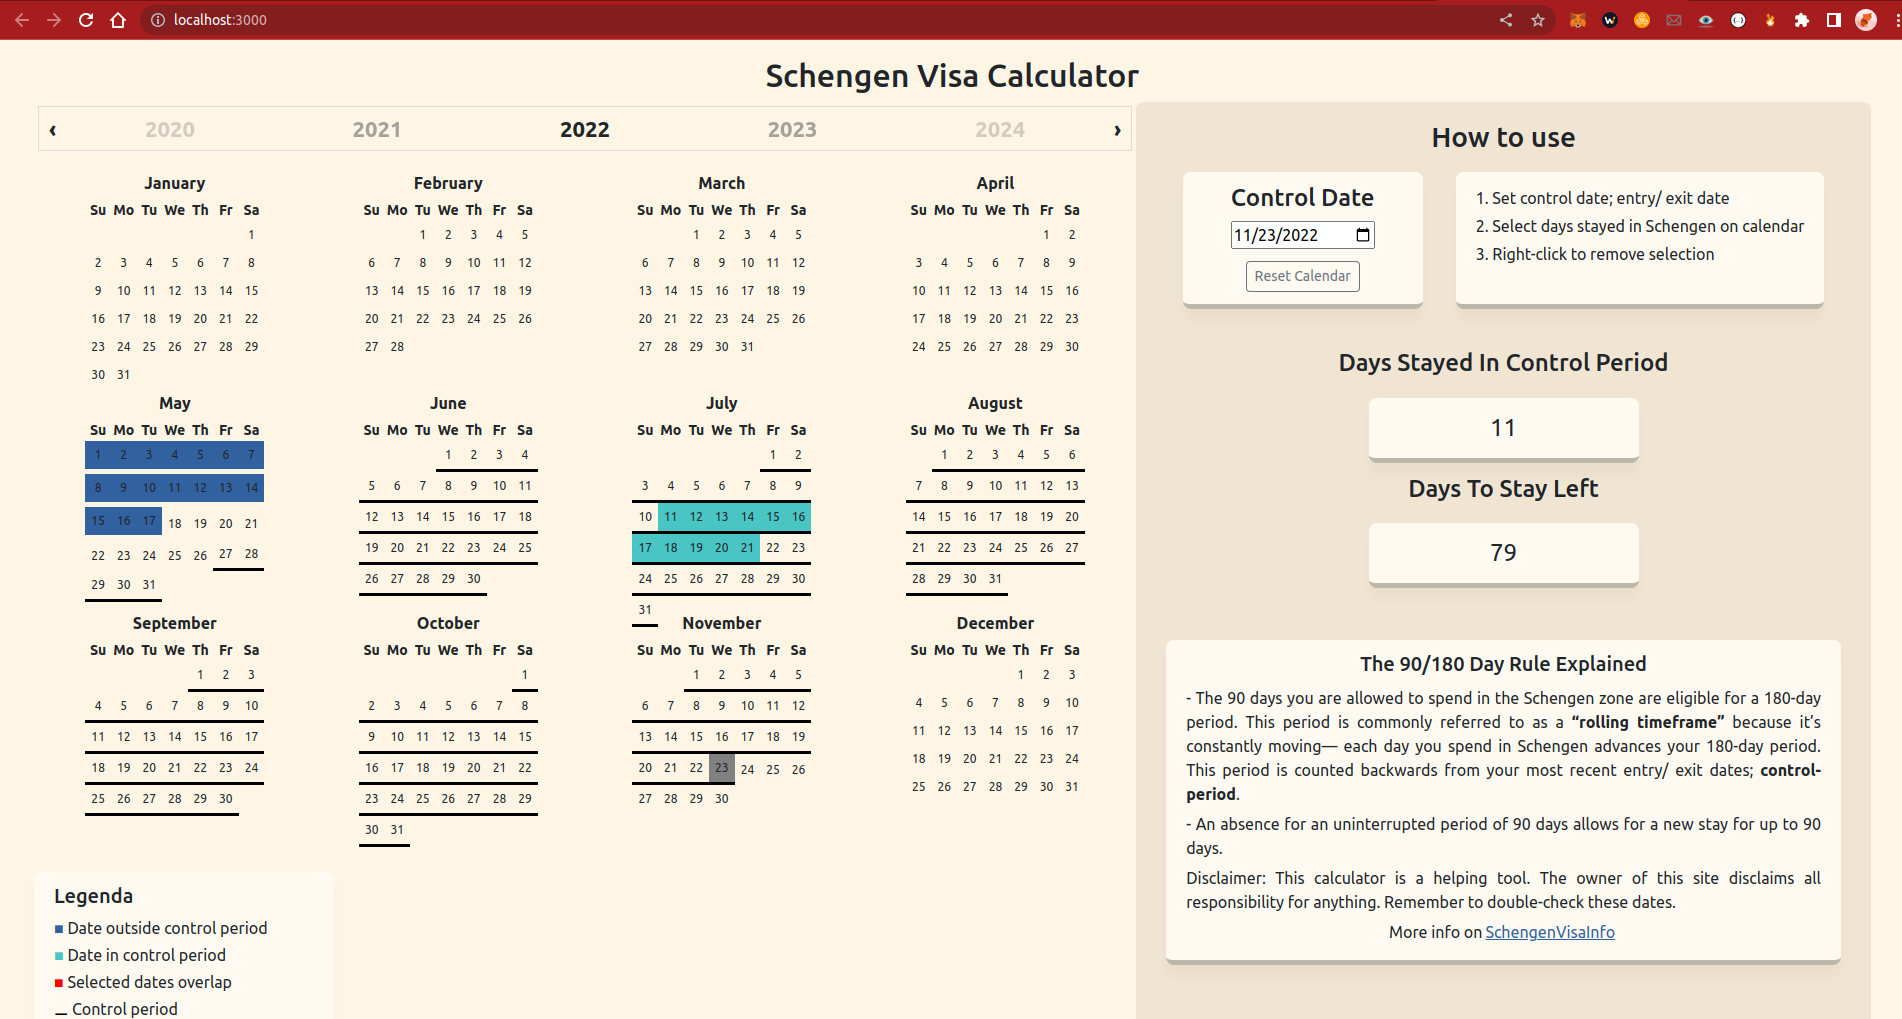 localhost:3000
Schengen Visa Calculator
‹ 2020 2021 2022 2023 2024 ›
January February March April
Su Mo Tu We Th Fr Sa Su Mo Tu We Th Fr Sa Su Mo Tu We Th Fr Sa Su Mo Tu We Th Fr Sa
1 1 2 3 4 5 1 2 3 4 5 1 2
2 3 4 5 6 7 8 6 7 8 9 10 11 12 6 7 8 9 10 11 12 3 4 5 6 7 8 9
9 10 11 12 13 14 15 13 14 15 16 17 18 19 13 14 15 16 17 18 19 10 11 12 13 14 15 16
16 17 18 19 20 21 22 20 21 22 23 24 25 26 20 21 22 23 24 25 26 17 18 19 20 21 22 23
23 24 25 26 27 28 29 27 28 27 28 29 30 31 24 25 26 27 28 29 30
30 31
May June July August
Su Mo Tu We Th Fr Sa Su Mo Tu We Th Fr Sa Su Mo Tu We Th Fr Sa Su Mo Tu We Th Fr Sa
1 2 3 4 5 6 7 1 2 3 4 1 2 1 2 3 4 5 6
8 9 10 11 12 13 14 5 6 7 8 9 10 11 3 4 5 6 7 8 9 7 8 9 10 11 12 13
15 16 17 18 19 20 21 12 13 14 15 16 17 18 10 11 12 13 14 15 16 14 15 16 17 18 19 20
22 23 24 25 26 27 28 19 20 21 22 23 24 25 17 18 19 20 21 22 23 21 22 23 24 25 26 27
29 30 31 26 27 28 29 30 24 25 26 27 28 29 30 28 29 30 31
31
September October November December
Su Mo Tu We Th Fr Sa Su Mo Tu We Th Fr Sa Su Mo Tu We Th Fr Sa Su Mo Tu We Th Fr Sa
1 2 3 1 1 2 3 4 5 1 2 3
4 5 6 7 8 9 10 2 3 4 5 6 7 8 6 7 8 9 10 11 12 4 5 6 7 8 9 10
11 12 13 14 15 16 17 9 10 11 12 13 14 15 13 14 15 16 17 18 19 11 12 13 14 15 16 17
18 19 20 21 22 23 24 16 17 18 19 20 21 22 20 21 22 23 24 25 26 18 19 20 21 22 23 24
25 26 27 28 29 30 23 24 25 26 27 28 29 27 28 29 30 25 26 27 28 29 30 31
30 31
Legenda
Date outside control period
Date in control period
Selected dates overlap
Control period
How to use
Control Date
11/23/2022
Reset Calendar
1. Set control date; entry/ exit date
2. Select days stayed in Schengen on calendar
3. Right-click to remove selection
Days Stayed In Control Period
11
Days To Stay Left
79
The 90/180 Day Rule Explained
- The 90 days you are allowed to spend in the Schengen zone are eligible for a 180-day
period. This period is commonly referred to as a “rolling timeframe” because it’s
constantly moving— each day you spend in Schengen advances your 180-day period.
This period is counted backwards from your most recent entry/ exit dates; control-
period.
- An absence for an uninterrupted period of 90 days allows for a new stay for up to 90
days.
Disclaimer: This calculator is a helping tool. The owner of this site disclaims all
responsibility for anything. Remember to double-check these dates.
More info on SchengenVisaInfo